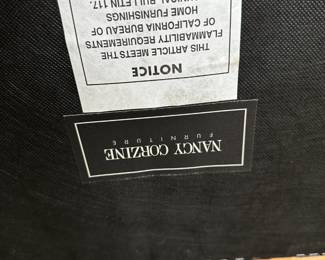 NOTICE
THIS ARTICLE MEETS THE
FLAMMABILITY REQUIREMENTS
OF CALIFORNIA BUREAU OF
HOME FURNISHINGS
BULLETIN 117.
NANCY CORZINE
FURNITURE